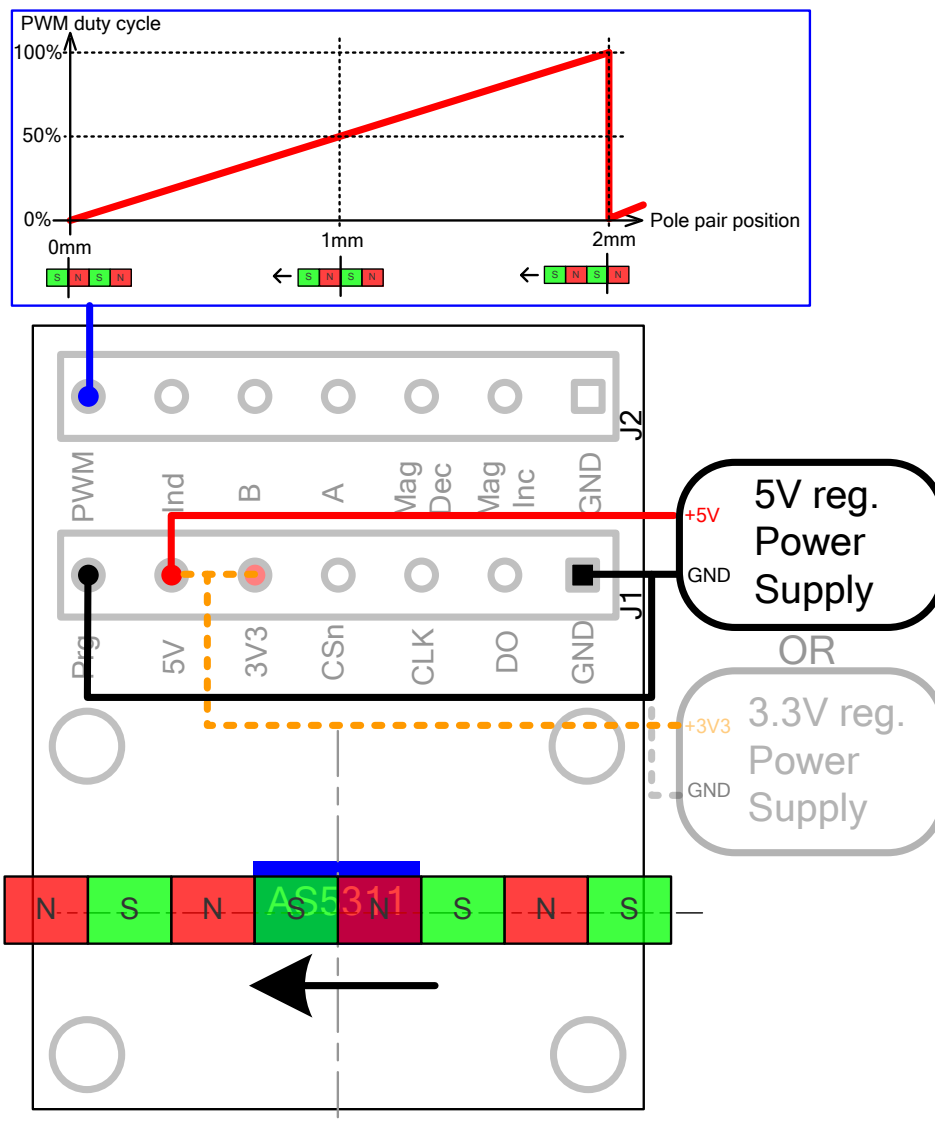 PWM duty cycle
100%
50%
0%
Pole pair position
0mm
1mm
2mm
S N S N
S N S N
S N S N
J2
PWM
Ind
B
A
Mag Dec
Mag Inc
GND
+5V
5V reg.
Power
Supply
GND
J1
Prg
5V
3V3
CSn
CLK
DO
GND
OR
+3V3
3.3V reg.
Power
Supply
GND
AS5311
N S N S N S N S